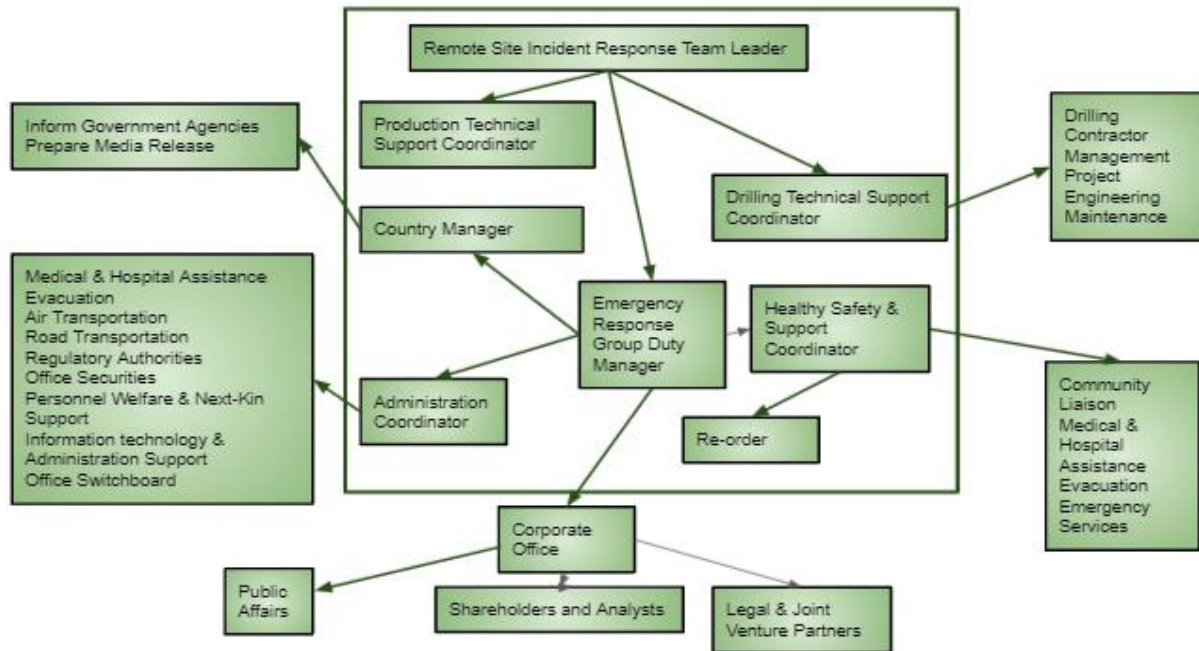 Remote Site Incident Response Team Leader
Inform Government Agencies
Prepare Media Release
Production Technical
Support Coordinator
Drilling
Contractor
Management
Project
Engineering
Maintenance
Drilling Technical Support
Coordinator
Country Manager
Medical & Hospital Assistance
Evacuation
Air Transportation
Road Transportation
Regulatory Authorities
Office Securities
Personnel Welfare & Next-Kin
Support
Information technology &
Administration Support
Office Switchboard
Emergency
Response
Group Duty
Manager
Healthy Safety &
Support
Coordinator
Administration
Coordinator
Re-order
Community
Liaison
Medical &
Hospital
Assistance
Evacuation
Emergency
Services
Corporate
Office
Public
Affairs
Shareholders and Analysts
Legal & Joint
Venture Partners